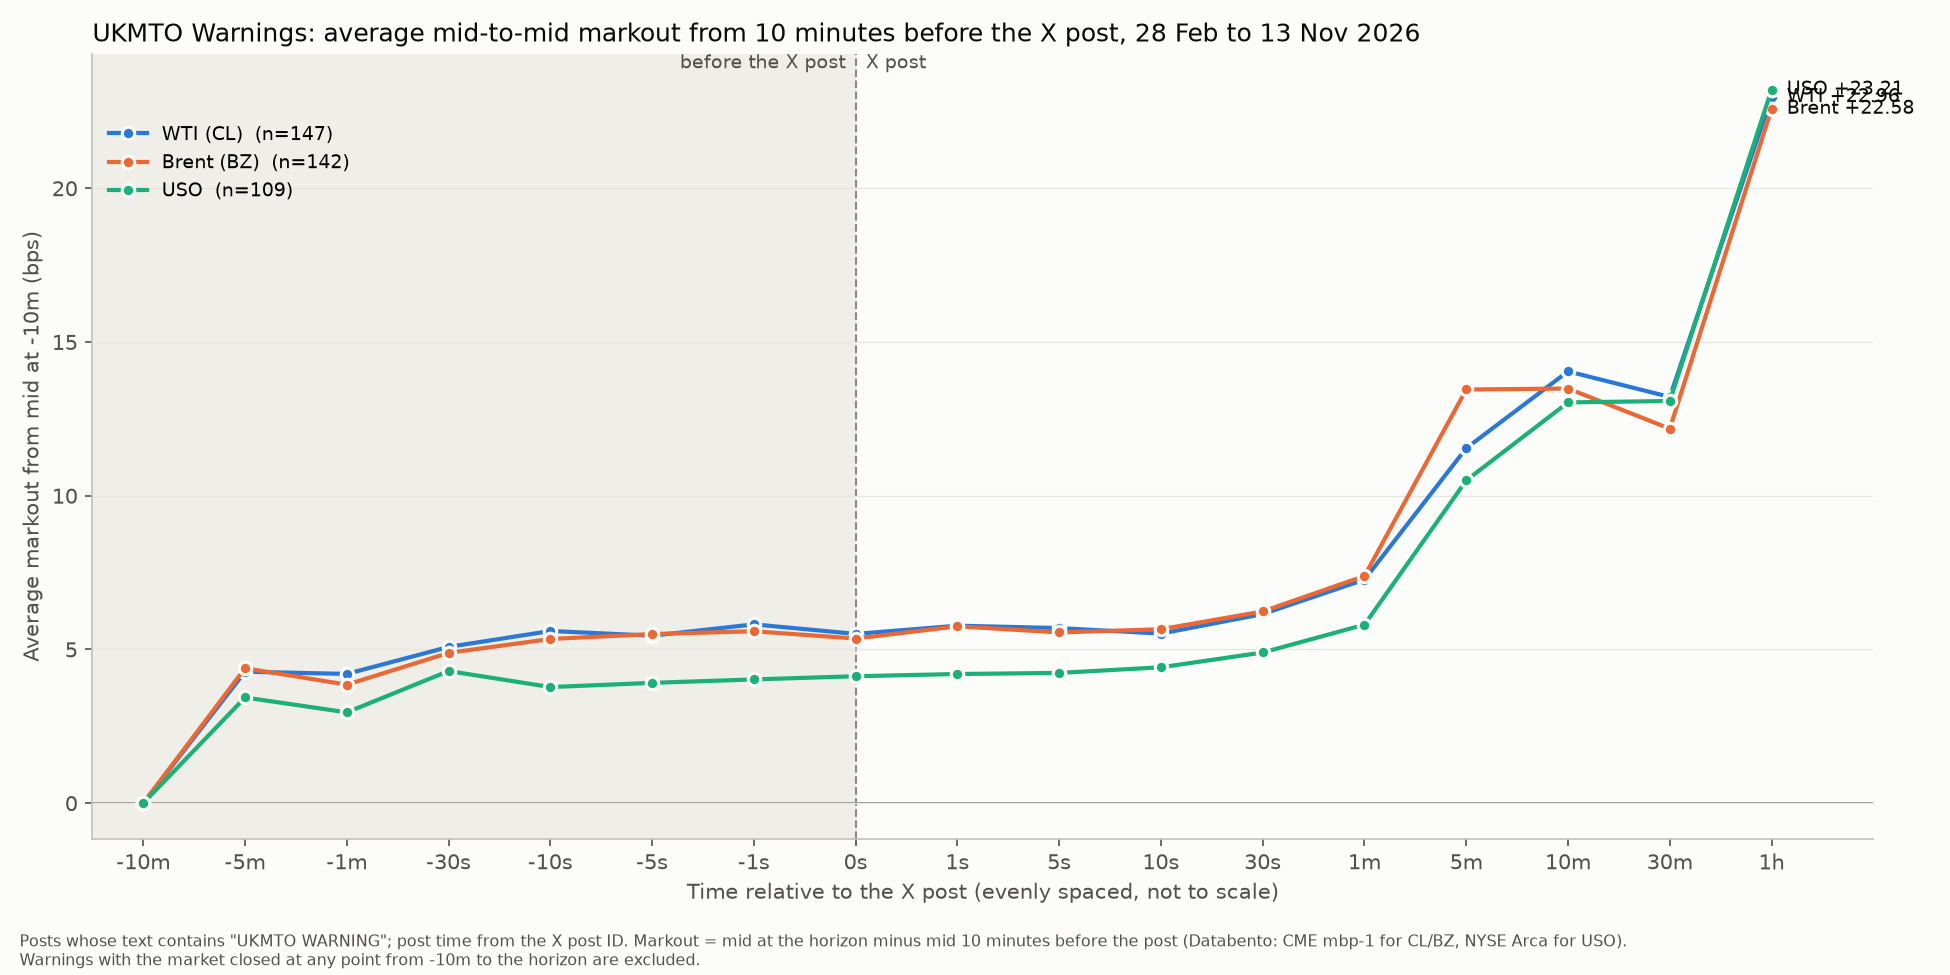 UKMTO Warnings: average mid-to-mid markout from 10 minutes before the X post, 28 Feb to 13 Nov 2026
before the X post
X post
USO +23.21
WTI +22.96
Brent +22.58
WTI (CL) (n=147)
Brent (BZ) (n=142)
USO (n=109)
Average markout from mid at -10m (bps)
20
15
10
5
0
-10m -5m -1m -30s -10s -5s -1s 0s 1s 5s 10s 30s 1m 5m 10m 30m 1h
Time relative to the X post (evenly spaced, not to scale)
Posts whose text contains "UKMTO WARNING"; post time from the X post ID. Markout = mid at the horizon minus mid 10 minutes before the post (Databento: CME mbp-1 for CL/BZ, NYSE Arca for USO).
Warnings with the market closed at any point from -10m to the horizon are excluded.